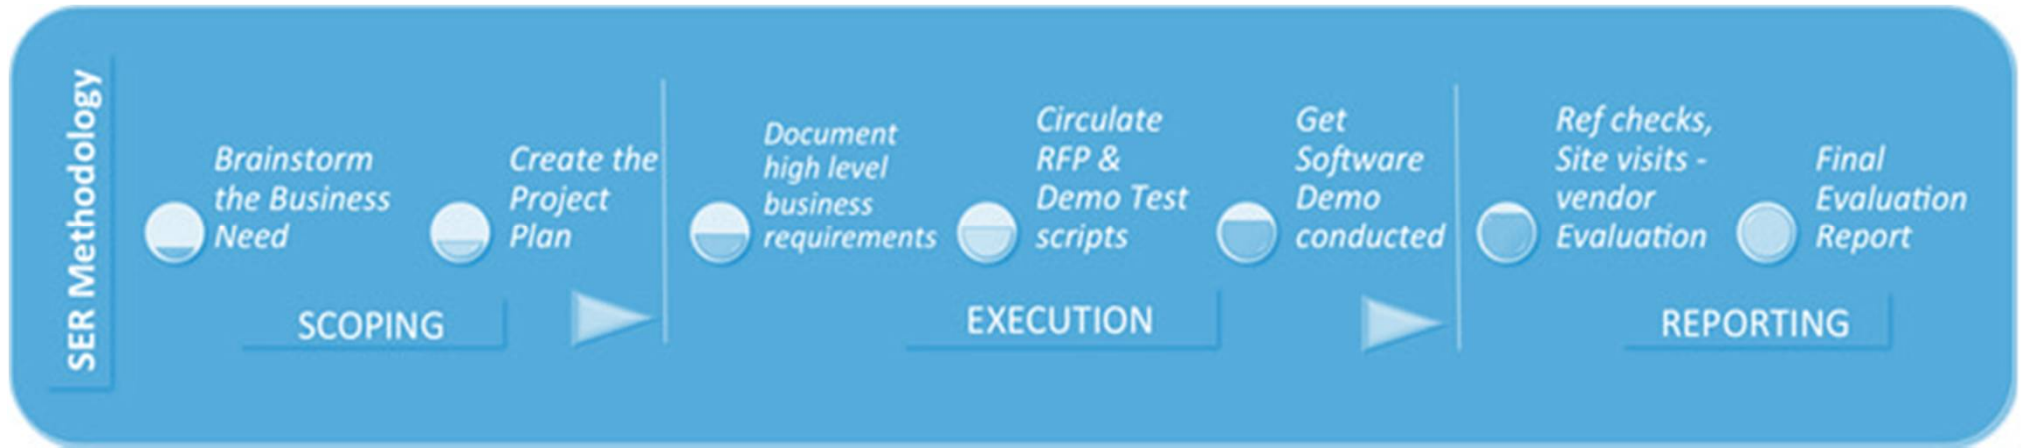 SER Methodology
Brainstorm
the Business
Need
Create the
Project
Plan
SCOPING
Document
high level
business
requirements
Circulate
RFP &
Demo Test
scripts
Get
Software
Demo
conducted
EXECUTION
Ref checks,
Site visits -
vendor
Evaluation
Final
Evaluation
Report
REPORTING